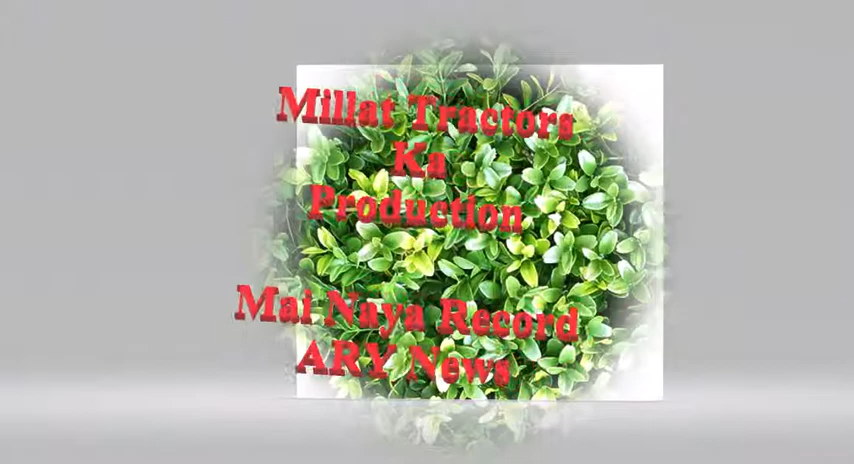 Millat Tractors
Ka
Production
Mai Naya Record
ARY News